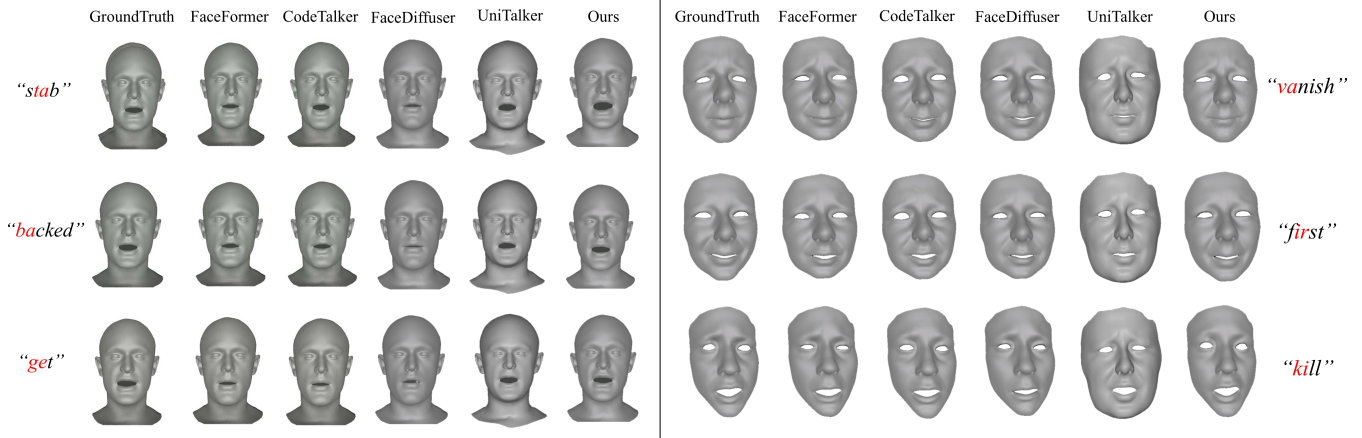 GroundTruth FaceFormer CodeTalker FaceDiffuser UniTalker Ours
“stab”
“backed”
“get”
GroundTruth FaceFormer CodeTalker FaceDiffuser UniTalker Ours
“vanish”
“first”
“kill”